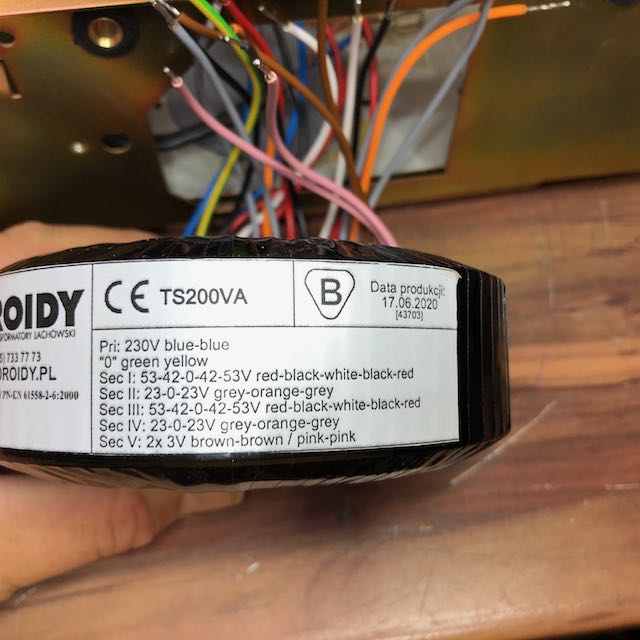 ROIDY
SFORMATORY LACHOWSKI
5) 733 77 73
OROIDY.PL
PN-EN 61558-2-6:2000
CE TS200VA
B
Data produkcji:
17.06.2020
[43703]
Pri: 230V blue-blue
"0" green yellow
Sec I: 53-42-0-42-53V red-black-white-black-red
Sec II: 23-0-23V grey-orange-grey
Sec III: 53-42-0-42-53V red-black-white-black-red
Sec IV: 23-0-23V grey-orange-grey
Sec V: 2x 3V brown-brown / pink-pink